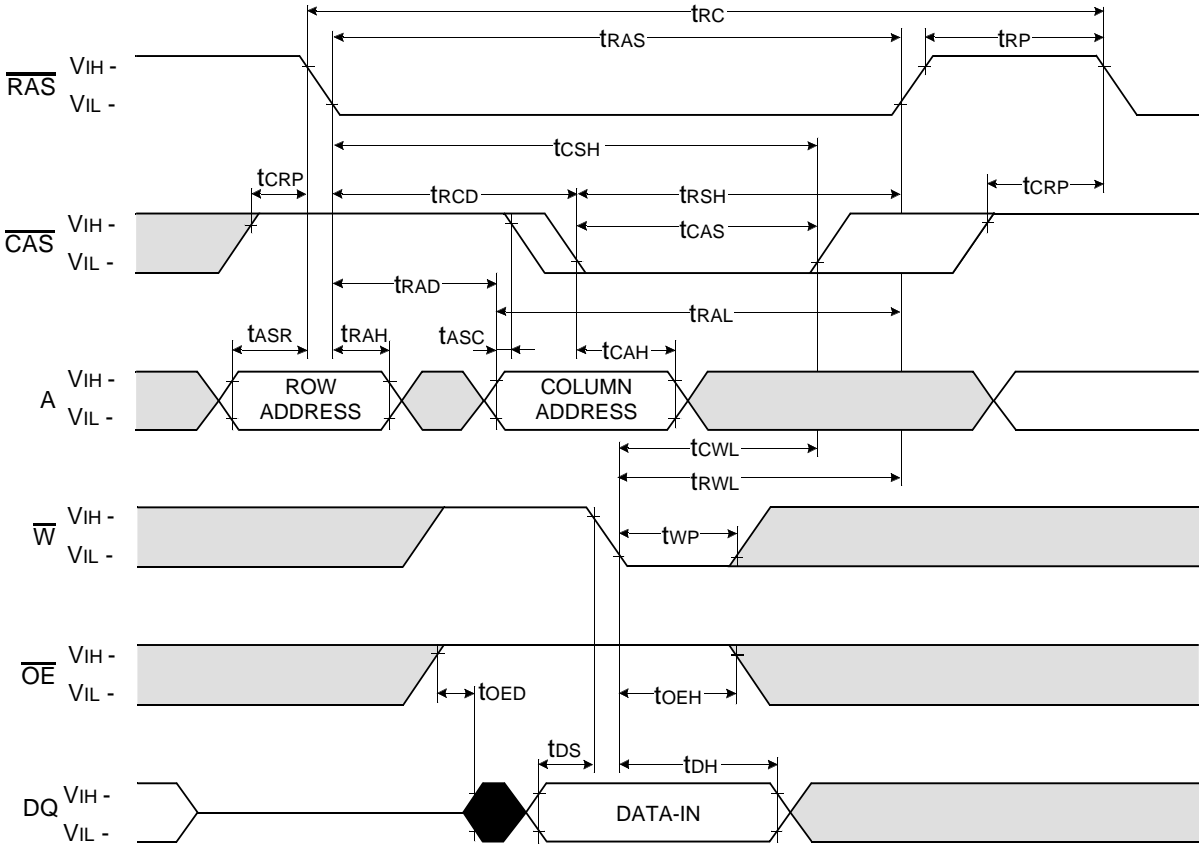 tRC
tRAS
tRP
RAS
VIH -
VIL -
tCSH
tCRP
tRCD
tRSH
tCRP
CAS
VIH -
VIL -
tCAS
tRAD
tRAL
tASR
tRAH
tASC
tCAH
A
VIH -
VIL -
ROW
ADDRESS
COLUMN
ADDRESS
tCWL
tRWL
W
VIH -
VIL -
tWP
OE
VIH -
VIL -
tOED
tOEH
tDS
tDH
DQ
VIH -
VIL -
DATA-IN